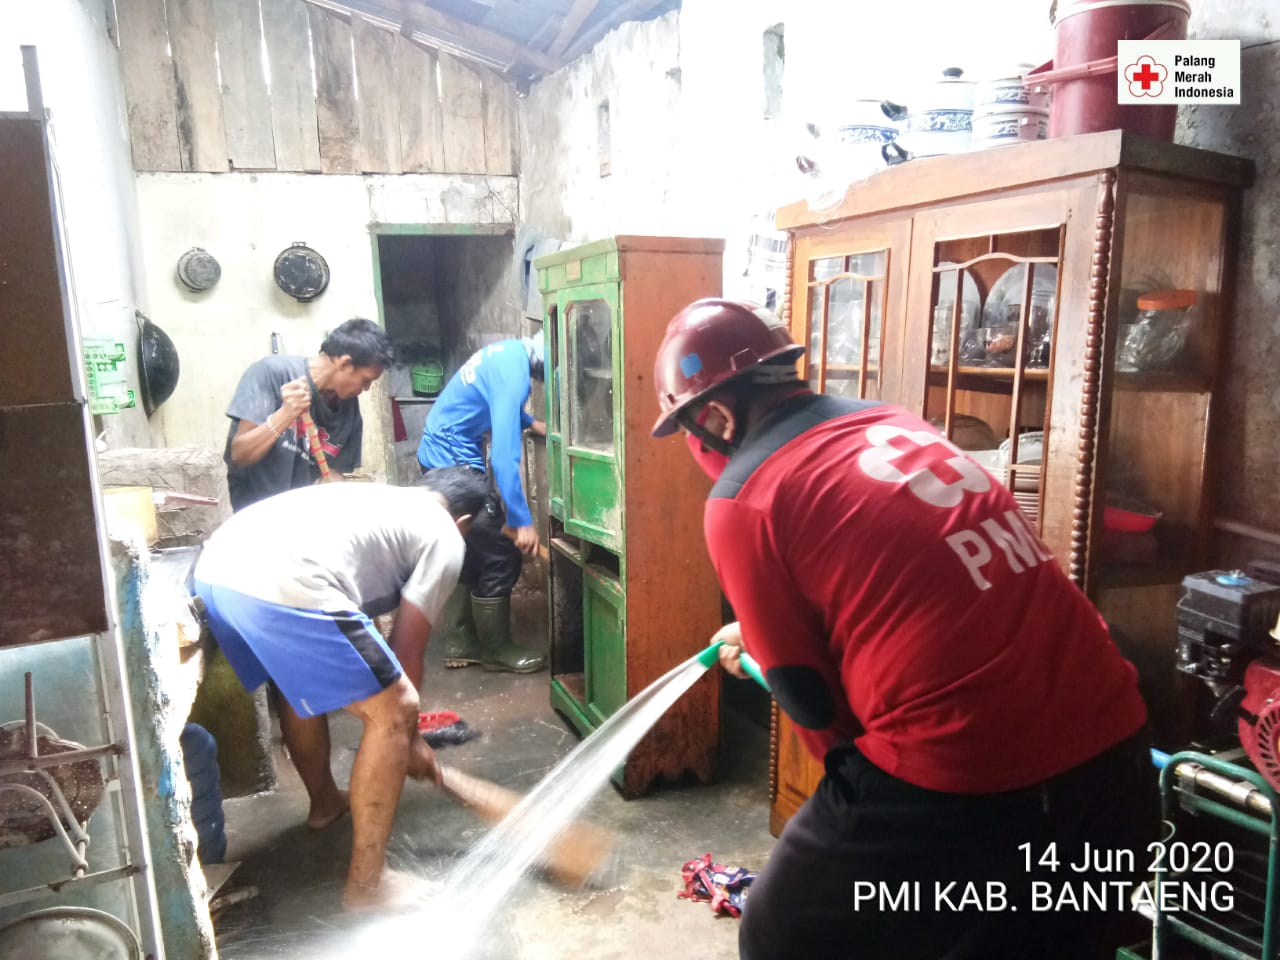 Palang
Merah
Indonesia
PMI
14 Jun 2020
PMI KAB. BANTAENG